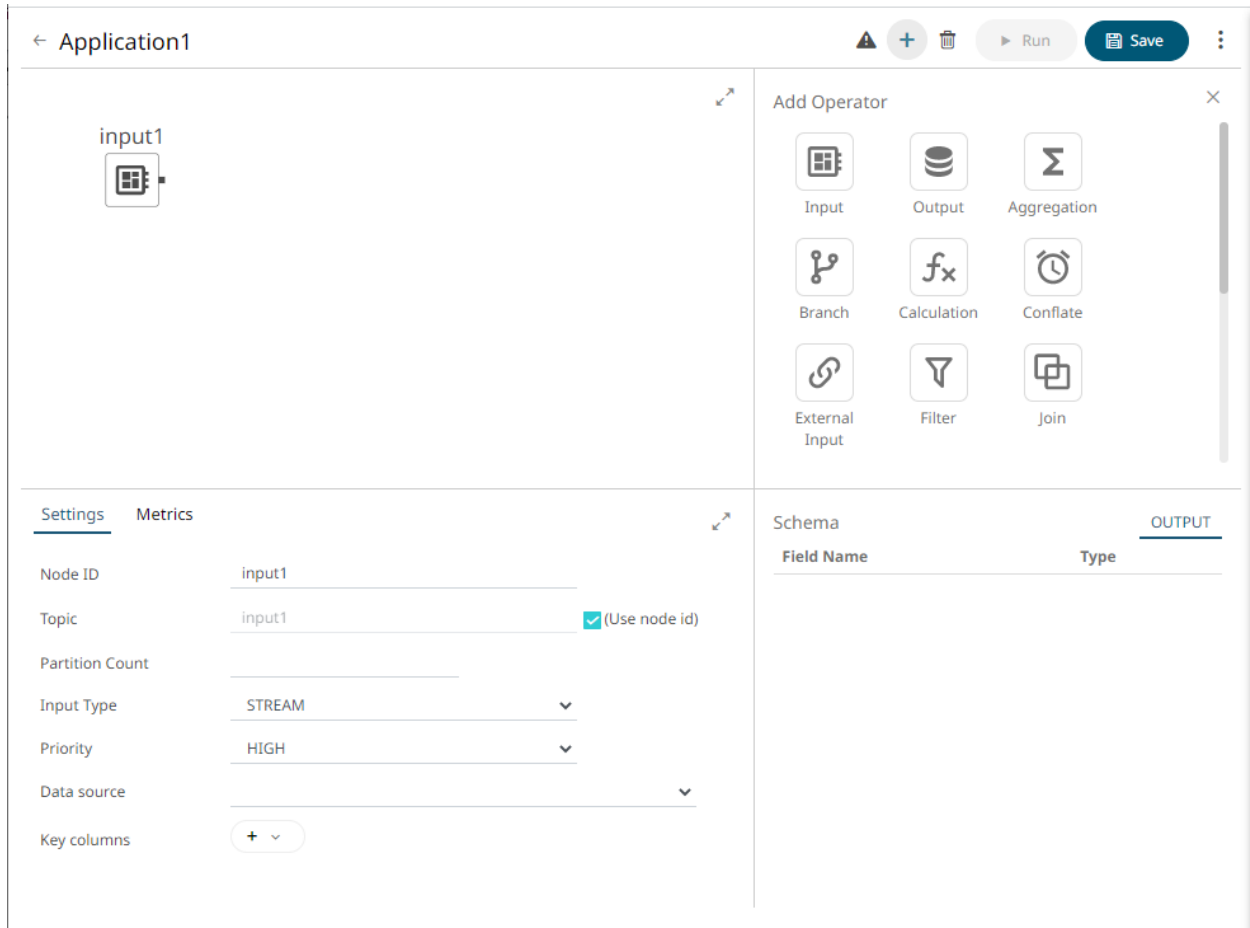 Application1
Run
Save
input1
Add Operator
Input
Output
Aggregation
Branch
Calculation
Conflate
External
Input
Filter
Join
Settings
Metrics
Node ID
input1
Topic
input1
(Use node id)
Partition Count
Input Type
STREAM
Priority
HIGH
Data source
Key columns
Schema
OUTPUT
Field Name
Type